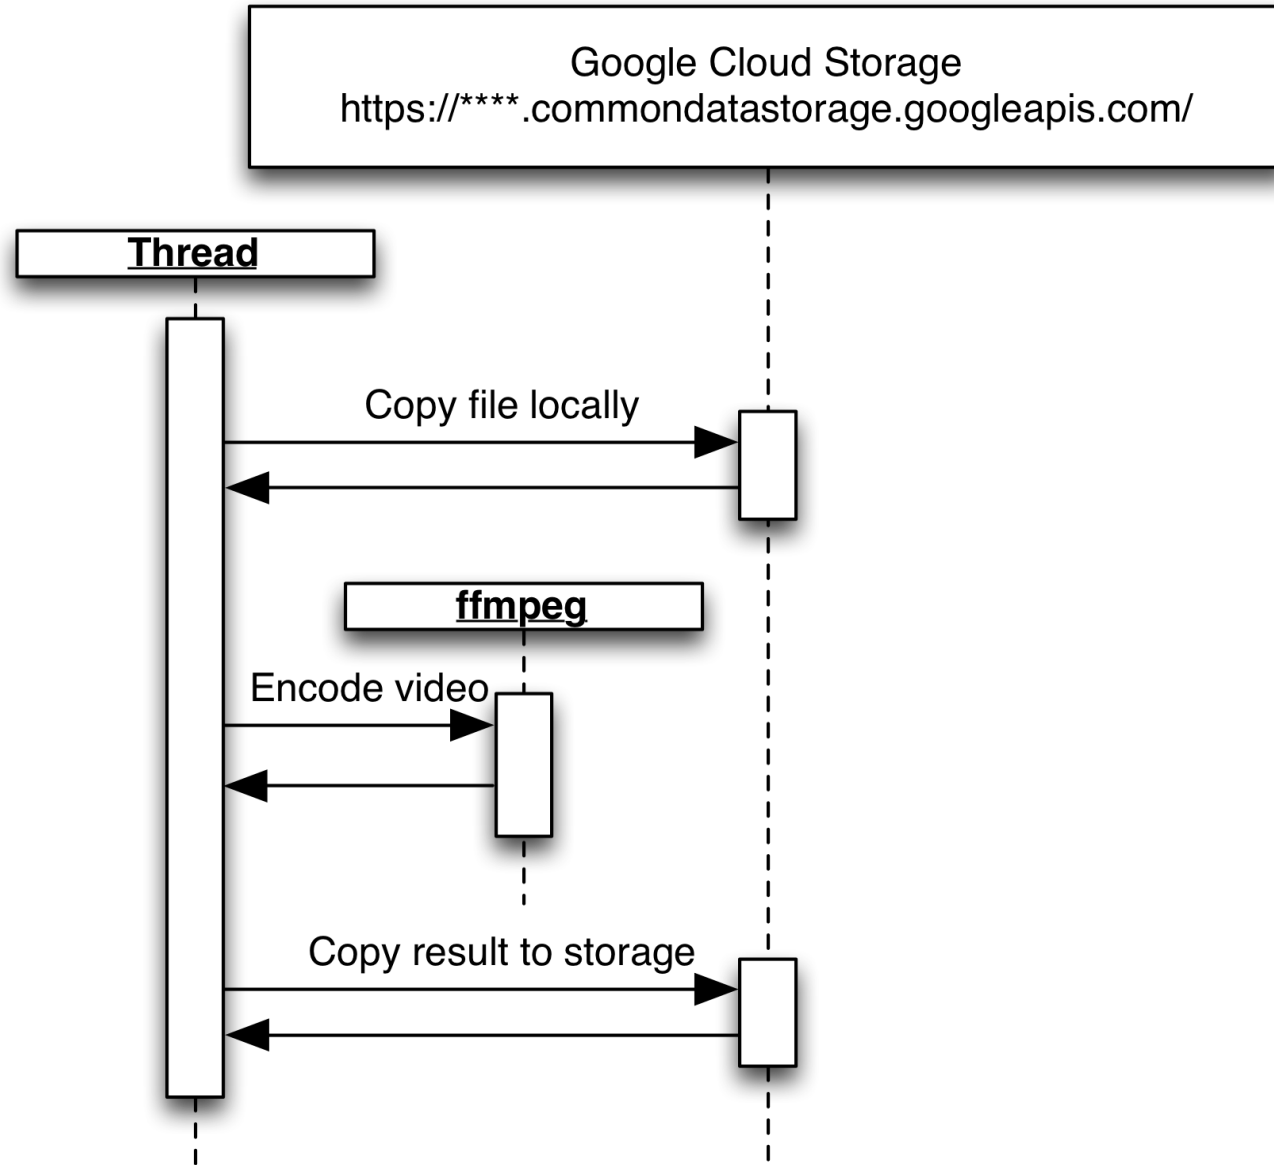 Google Cloud Storage
https://****.commondatastorage.googleapis.com/
Thread
Copy file locally
ffmpeg
Encode video
Copy result to storage